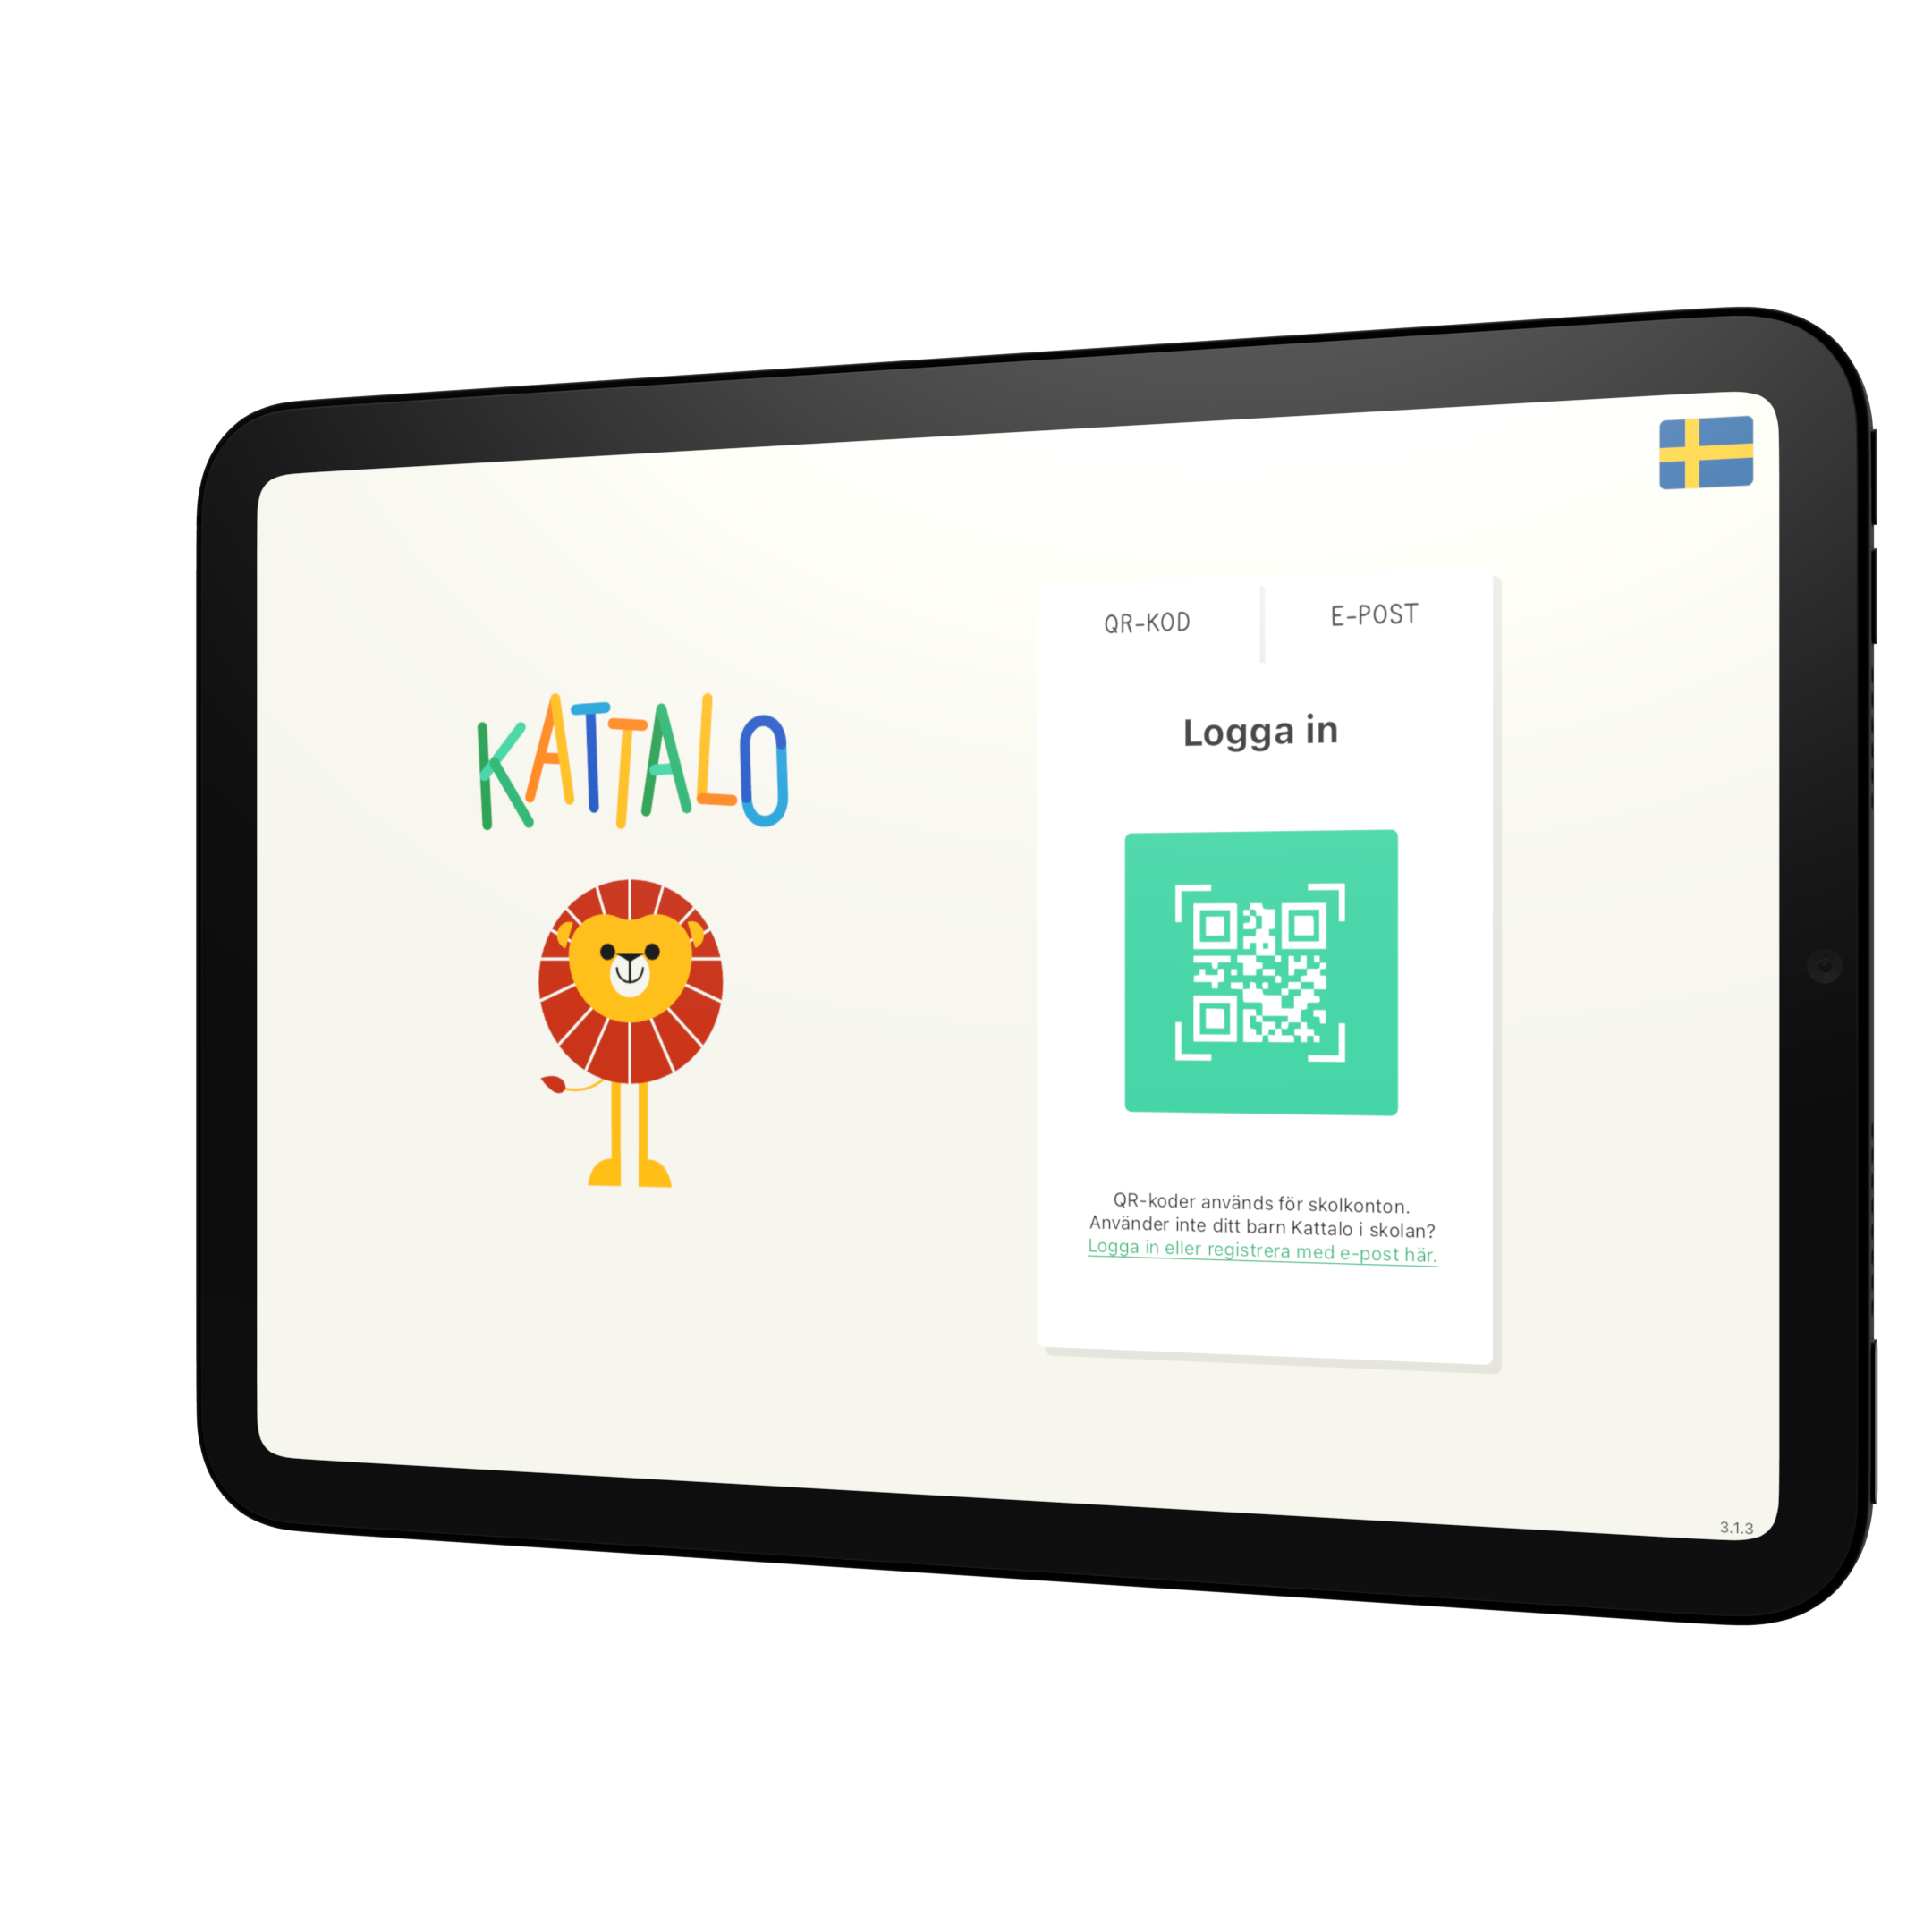 KATTALO
QR-KOD
E-POST
Logga in
QR-koder används för skolkonton.
Använder inte ditt barn Kattalo i skolan?
Logga in eller registrera med e-post här.
3.1.3